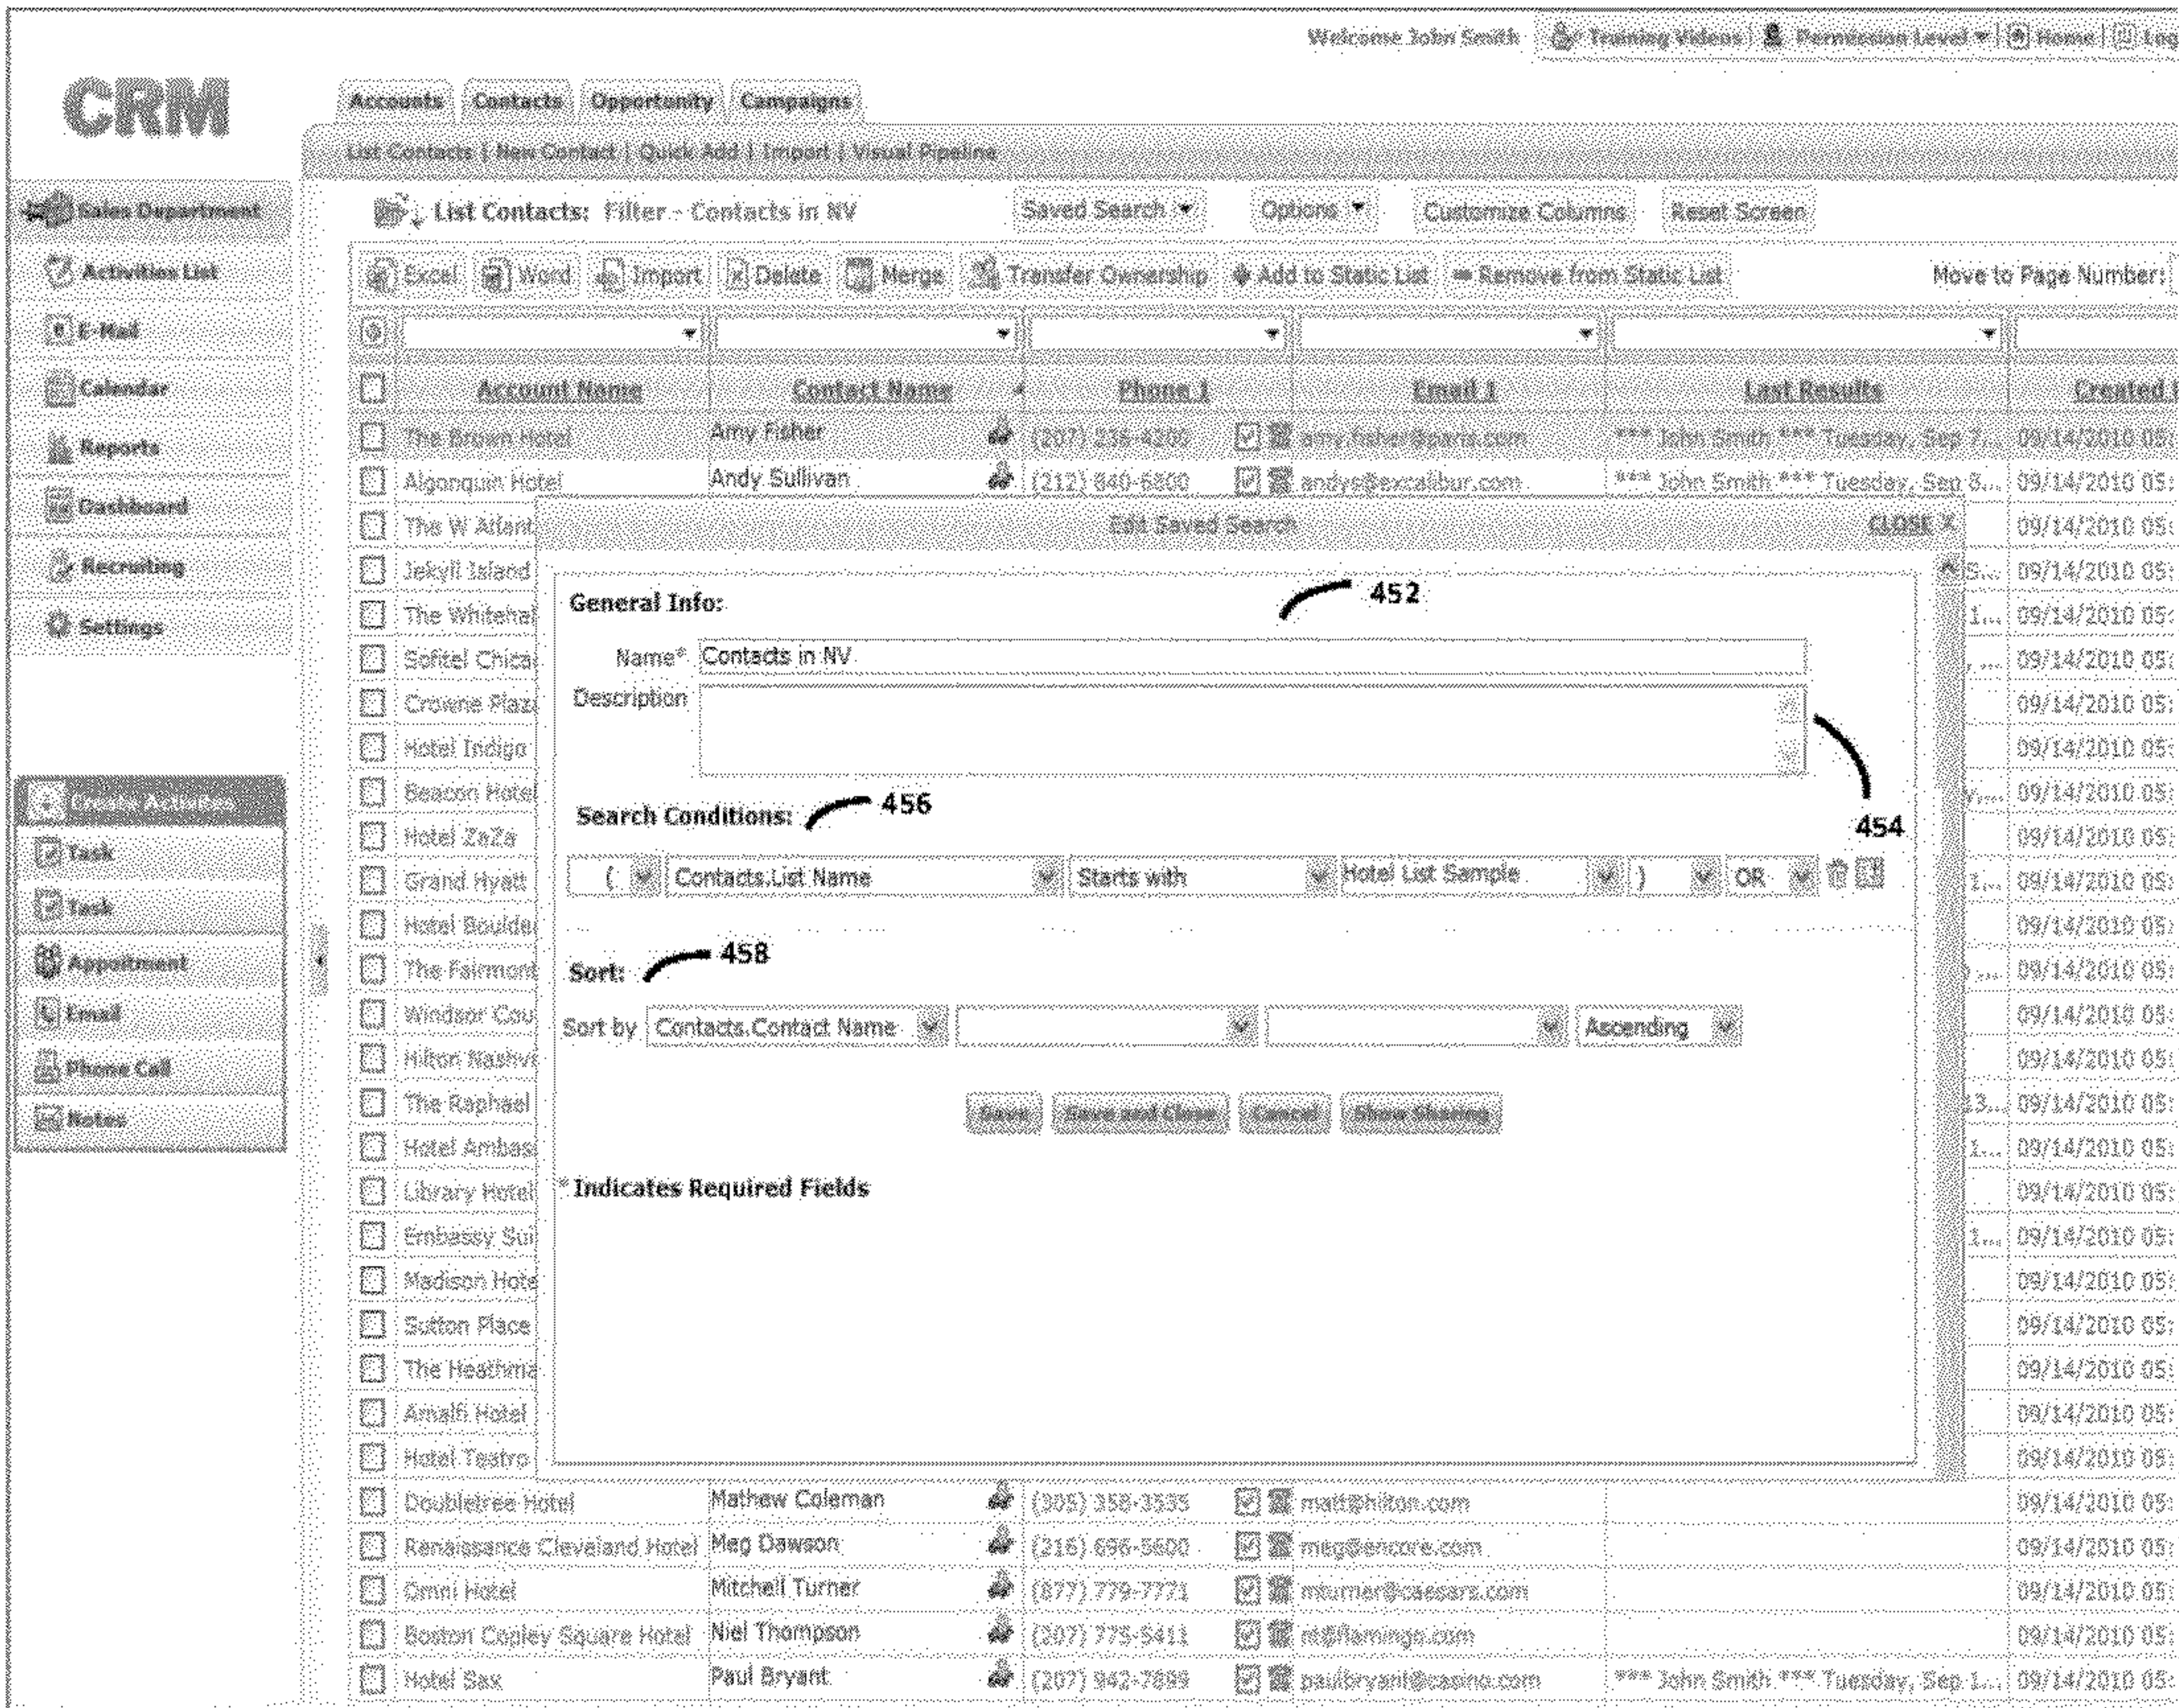 Welcome John Smith Training Videos | Permission Level | Home | Log
CRM
Accounts Contacts Opportunity Campaigns
List Contacts | New Contact | Quick Add | Import | Visual Pipeline
Sales Department
Activities List
E-Mail
Calendar
Reports
Dashboard
Recruiting
Settings
Create Activites
Task
Task
Appoitment
Email
Phone Call
Notes
List Contacts: Filter - Contacts in NV Saved Search Options Customize Columns Reset Screen
Excel Word Import Delete Merge Transfer Ownership Add to Static List Remove from Static List Move to Page Number:
Account Name Contact Name Phone 1 Email 1 Last Results Created
The Brown Hotel Amy Fisher (207) 236-4200 amy.fisher@paris.com *** John Smith *** Tuesday, Sep 7... 09/14/2010 05:
Algonquin Hotel Andy Sullivan (212) 840-6800 andys@excalibur.com *** John Smith *** Tuesday, Sep 8... 09/14/2010 05:
The W Atlant 09/14/2010 05:
Jekyll Island S... 09/14/2010 05:
The Whitehal 1... 09/14/2010 05:
Sofitel Chica , ... 09/14/2010 05:
Crowne Plaz 09/14/2010 05:
Hotel Indigo 09/14/2010 05:
Beacon Hotel y,... 09/14/2010 05:
Hotel ZaZa 09/14/2010 05:
Grand Hyatt 1... 09/14/2010 05:
Hotel Boulde 09/14/2010 05:
The Fairmont ... 09/14/2010 05:
Windsor Cou 09/14/2010 05:
Hilton Nashvi 09/14/2010 05:
The Raphael 13... 09/14/2010 05:
Hotel Ambas 1... 09/14/2010 05:
Library Hotel 09/14/2010 05:
Embassy Sui 1... 09/14/2010 05:
Madison Hote 09/14/2010 05:
Sutton Place 09/14/2010 05:
The Heathma 09/14/2010 05:
Amalfi Hotel 09/14/2010 05:
Hotel Teatro 09/14/2010 05:
Doubletree Hotel Mathew Coleman (305) 358-3535 matt@hilton.com 09/14/2010 05:
Renaissance Cleveland Hotel Meg Dawson (216) 696-5600 meg@encore.com 09/14/2010 05:
Omni Hotel Mitchell Turner (877) 779-7771 mturner@caesars.com 09/14/2010 05:
Boston Copley Square Hotel Niel Thompson (207) 775-5411 nt@flamingo.com 09/14/2010 05:
Hotel Sax Paul Bryant (207) 942-7899 paulbryant@casino.com *** John Smith *** Tuesday, Sep 1... 09/14/2010 05:
Edit Saved Search CLOSE X
General Info: 452
Name* Contacts in NV
Description
454
Search Conditions: 456
( Contacts.List Name Starts with Hotel List Sample ) OR
Sort: 458
Sort by Contacts.Contact Name Ascending
Save Save and Close Cancel Show Sharing
* Indicates Required Fields